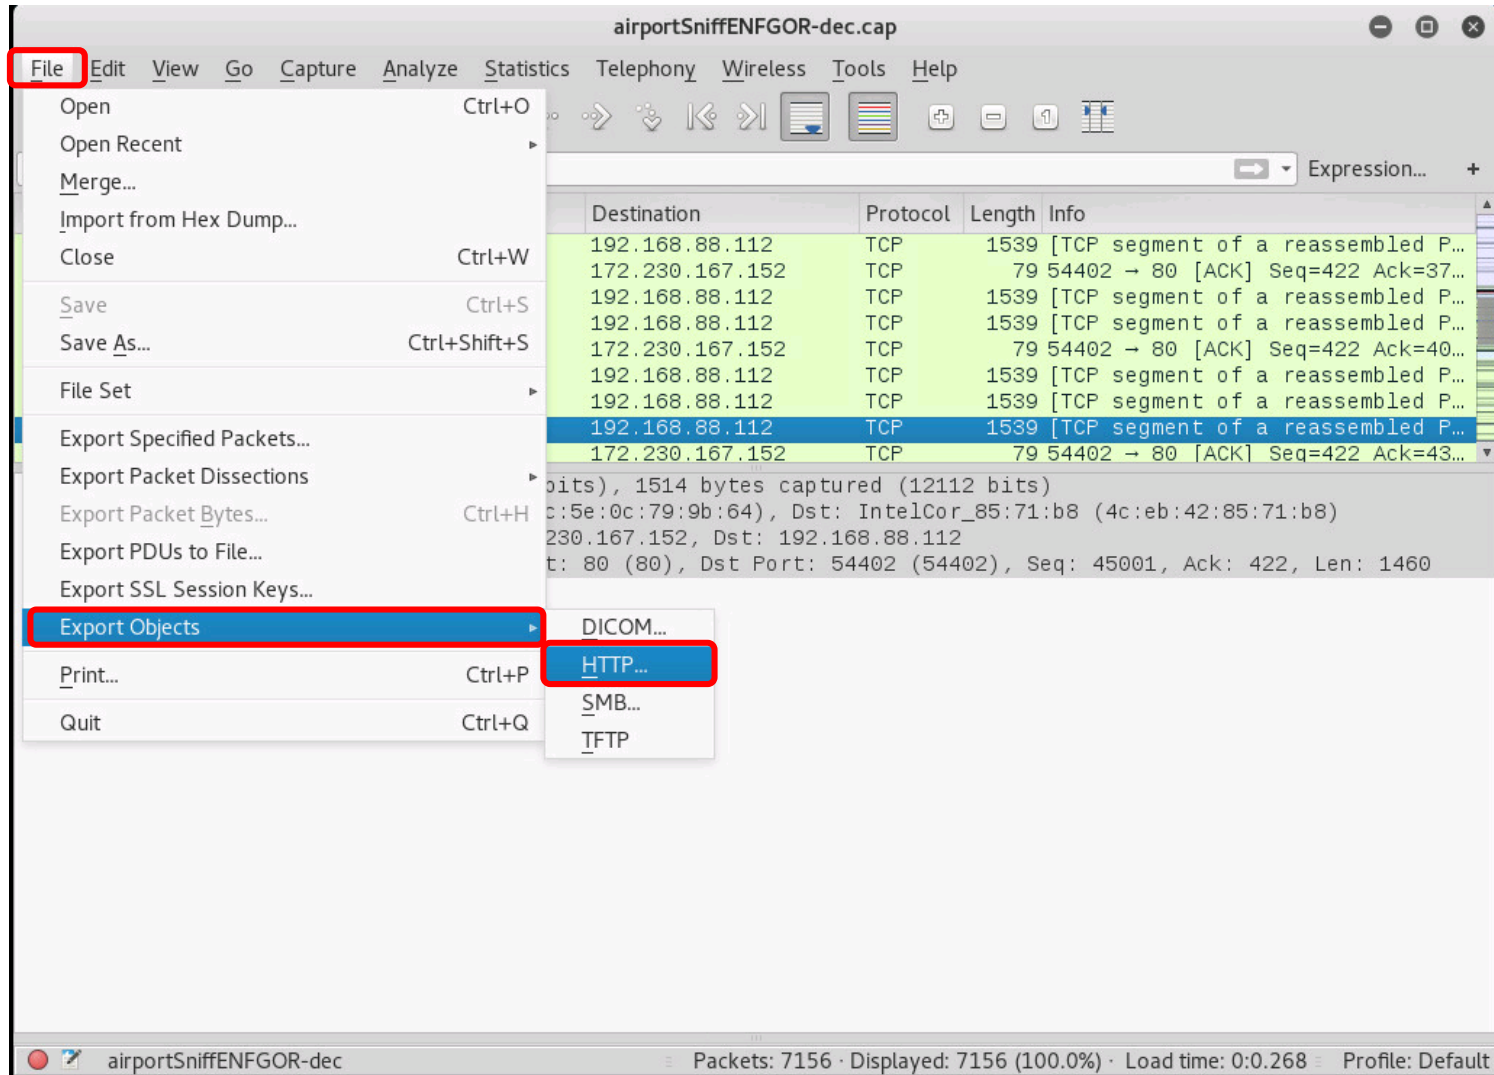 airportSniffENFGOR-dec.cap
File Edit View Go Capture Analyze Statistics Telephony Wireless Tools Help
Open Ctrl+O
Open Recent
Merge...
Import from Hex Dump...
Close Ctrl+W
Save Ctrl+S
Save As... Ctrl+Shift+S
File Set
Export Specified Packets...
Export Packet Dissections
Export Packet Bytes... Ctrl+H
Export PDUs to File...
Export SSL Session Keys...
Export Objects
Print... Ctrl+P
Quit Ctrl+Q
DICOM...
HTTP...
SMB...
TFTP
Expression... +
Destination Protocol Length Info
192.168.88.112 TCP 1539 [TCP segment of a reassembled P…
172.230.167.152 TCP 79 54402 → 80 [ACK] Seq=422 Ack=37…
192.168.88.112 TCP 1539 [TCP segment of a reassembled P…
192.168.88.112 TCP 1539 [TCP segment of a reassembled P…
172.230.167.152 TCP 79 54402 → 80 [ACK] Seq=422 Ack=40…
192.168.88.112 TCP 1539 [TCP segment of a reassembled P…
192.168.88.112 TCP 1539 [TCP segment of a reassembled P…
192.168.88.112 TCP 1539 [TCP segment of a reassembled P…
172.230.167.152 TCP 79 54402 → 80 [ACK] Seq=422 Ack=43…
bits), 1514 bytes captured (12112 bits)
c:5e:0c:79:9b:64), Dst: IntelCor_85:71:b8 (4c:eb:42:85:71:b8)
230.167.152, Dst: 192.168.88.112
t: 80 (80), Dst Port: 54402 (54402), Seq: 45001, Ack: 422, Len: 1460
airportSniffENFGOR-dec Packets: 7156 · Displayed: 7156 (100.0%) · Load time: 0:0.268 Profile: Default